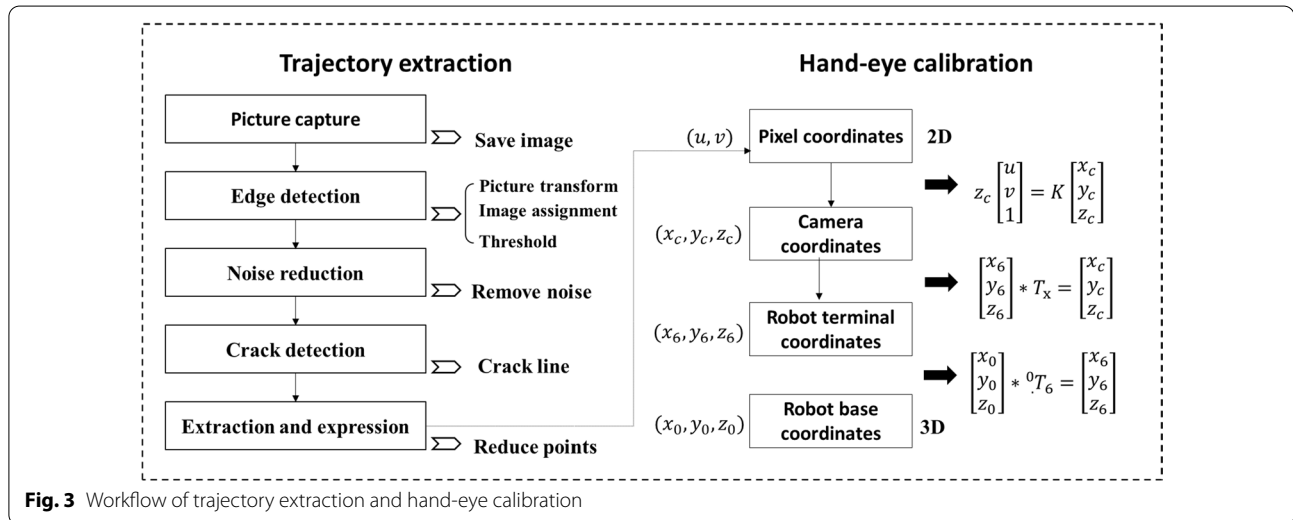 Trajectory extraction
Picture capture
Save image
Edge detection
Picture transform
Image assignment
Threshold
Noise reduction
Remove noise
Crack detection
Crack line
Extraction and expression
Reduce points
Hand-eye calibration
(u, v)
Pixel coordinates
2D
z_c [u v 1] = K [x_c y_c z_c]
(x_c, y_c, z_c)
Camera
coordinates
[x_6 y_6 z_6] * T_x = [x_c y_c z_c]
(x_6, y_6, z_6)
Robot terminal
coordinates
[x_0 y_0 z_0] * ^0T_6 = [x_6 y_6 z_6]
(x_0, y_0, z_0)
Robot base
coordinates
3D
Fig. 3 Workflow of trajectory extraction and hand-eye calibration